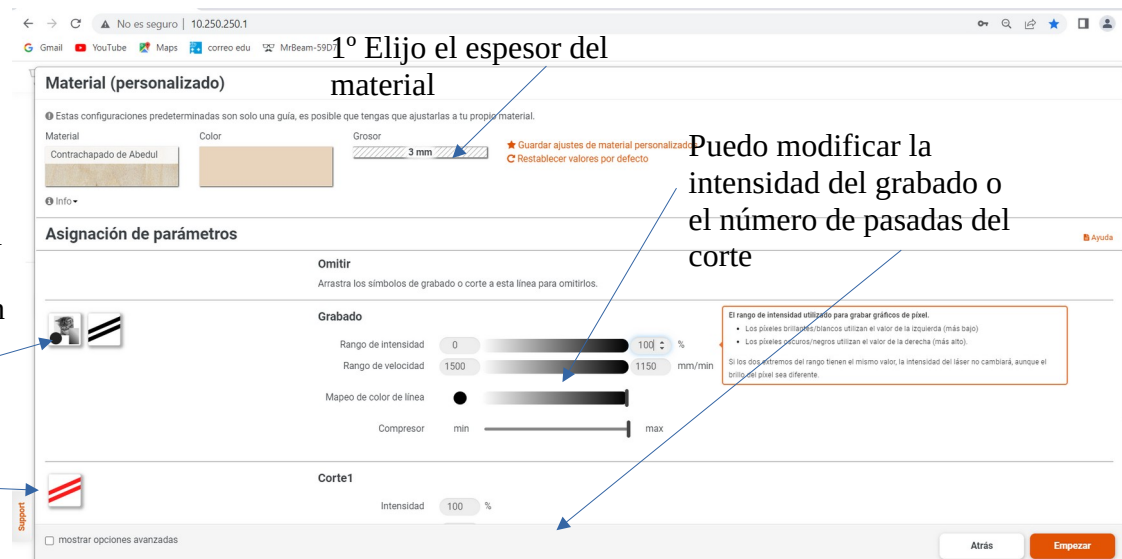 No es seguro | 10.250.250.1
Gmail YouTube Maps correo edu MrBeam-59D7
1º Elijo el espesor del
material
Material (personalizado)
Estas configuraciones predeterminadas son solo una guía, es posible que tengas que ajustarlas a tu propio material.
Material Color Grosor
Contrachapado de Abedul
3 mm
Guardar ajustes de material personalizado
Restablecer valores por defecto
Info
Puedo modificar la
intensidad del grabado o
el número de pasadas del
corte
Asignación de parámetros
Ayuda
Omitir
Arrastra los símbolos de grabado o corte a esta línea para omitirlos.
Grabado
Rango de intensidad 0 100 %
Rango de velocidad 1500 1150 mm/min
Mapeo de color de línea
Compresor min max
El rango de intensidad utilizado para grabar gráficos de píxel.
Los píxeles brillantes/blancos utilizan el valor de la izquierda (más bajo)
Los píxeles oscuros/negros utilizan el valor de la derecha (más alto).
Si los dos extremos del rango tienen el mismo valor, la intensidad del láser no cambiará, aunque el
brillo del píxel sea diferente.
Corte1
Intensidad 100 %
Support
mostrar opciones avanzadas
Atrás
Empezar